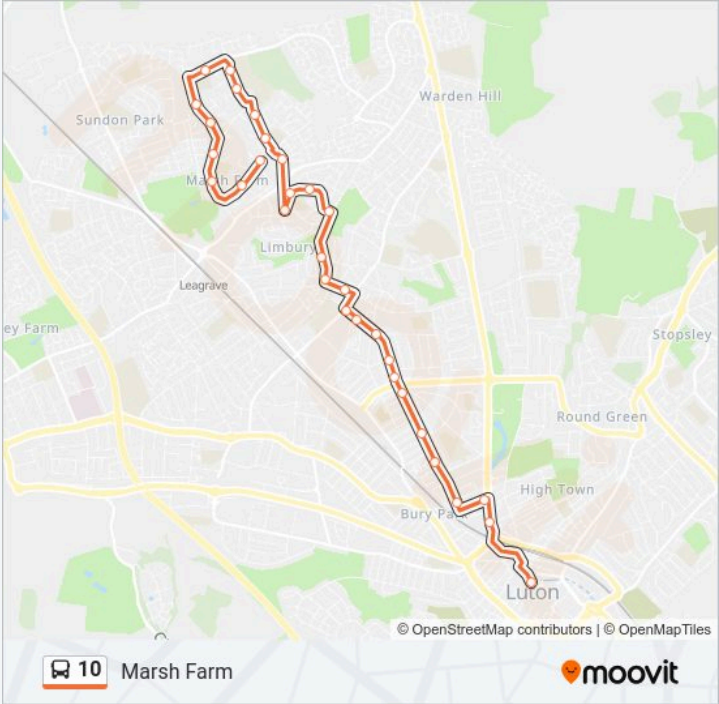 Warden Hill
Sundon Park
Marsh Farm
Limbury
Leagrave
ey Farm
Stopsley
Round Green
High Town
Bury Pa
Luton
© OpenStreetMap contributors | © OpenMapTiles
10 Marsh Farm
moovit